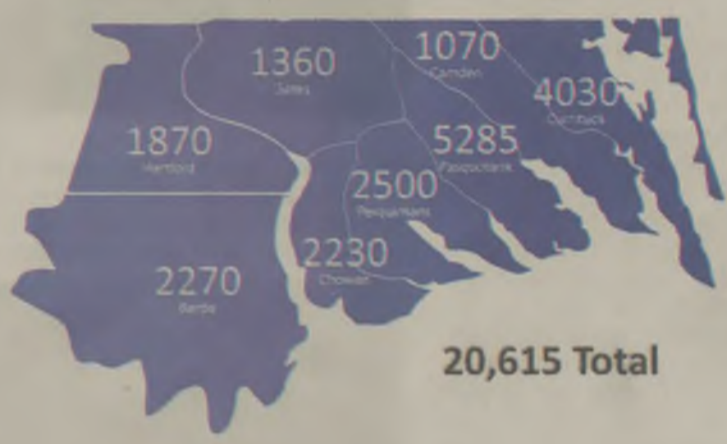 1360
Gates
1070
Camden
4030
Currituck
1870
Hertford
5285
Pasquotank
2500
Perquimans
2230
Chowan
2270
Bertie
20,615 Total